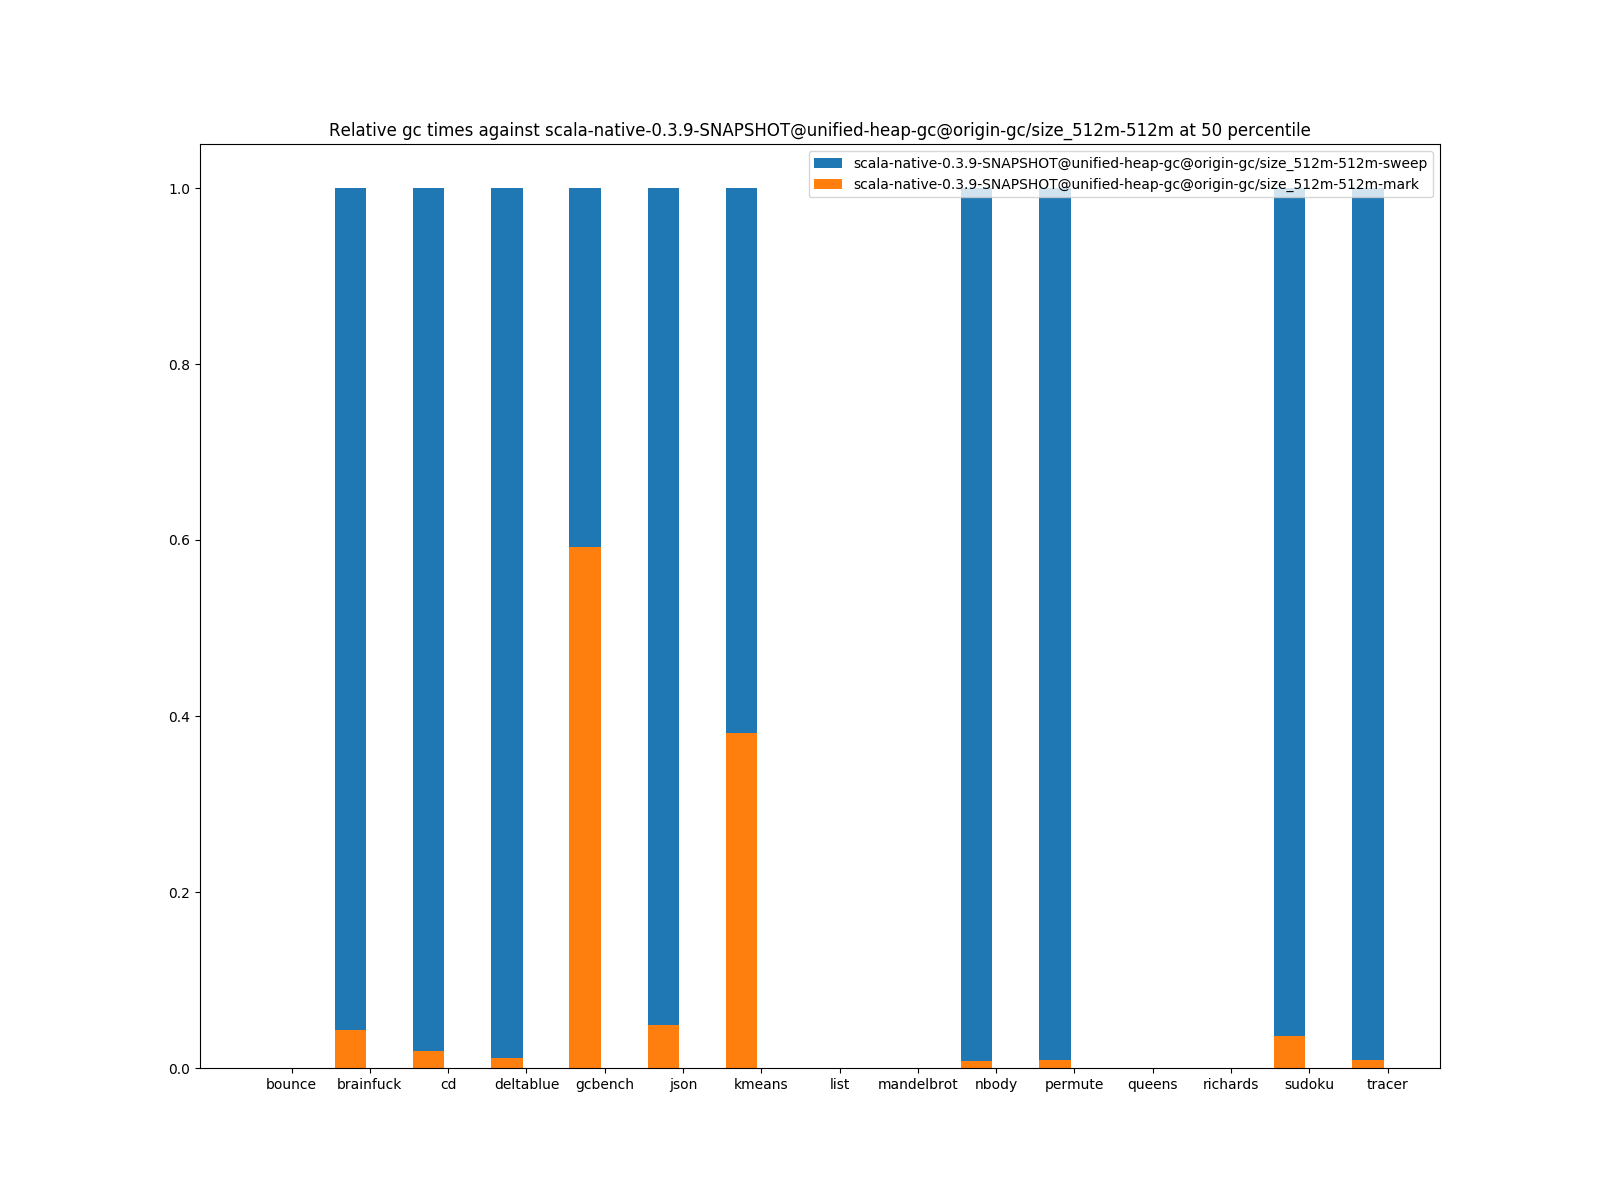 Relative gc times against scala-native-0.3.9-SNAPSHOT@unified-heap-gc@origin-gc/size_512m-512m at 50 percentile
scala-native-0.3.9-SNAPSHOT@unified-heap-gc@origin-gc/size_512m-512m-sweep
scala-native-0.3.9-SNAPSHOT@unified-heap-gc@origin-gc/size_512m-512m-mark
1.0
0.8
0.6
0.4
0.2
0.0
bounce brainfuck cd deltablue gcbench json kmeans list mandelbrot nbody permute queens richards sudoku tracer